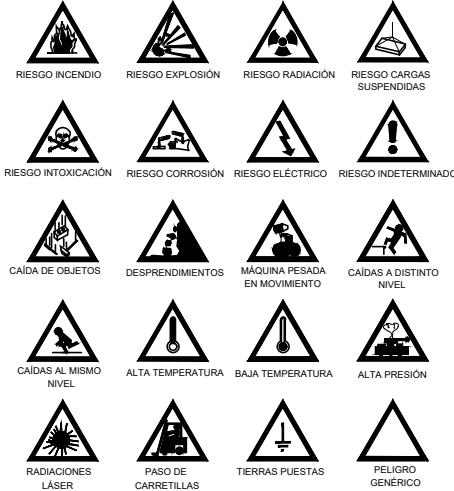 RIESGO INCENDIO
RIESGO EXPLOSIÓN
RIESGO RADIACIÓN
RIESGO CARGAS
SUSPENDIDAS
RIESGO INTOXICACIÓN
RIESGO CORROSIÓN
RIESGO ELÉCTRICO
RIESGO INDETERMINADO
CAÍDA DE OBJETOS
DESPRENDIMIENTOS
MÁQUINA PESADA
EN MOVIMIENTO
CAÍDAS A DISTINTO
NIVEL
CAÍDAS AL MISMO
NIVEL
ALTA TEMPERATURA
BAJA TEMPERATURA
ALTA PRESIÓN
RADIACIONES
LÁSER
PASO DE
CARRETILLAS
TIERRAS PUESTAS
PELIGRO
GENÉRICO